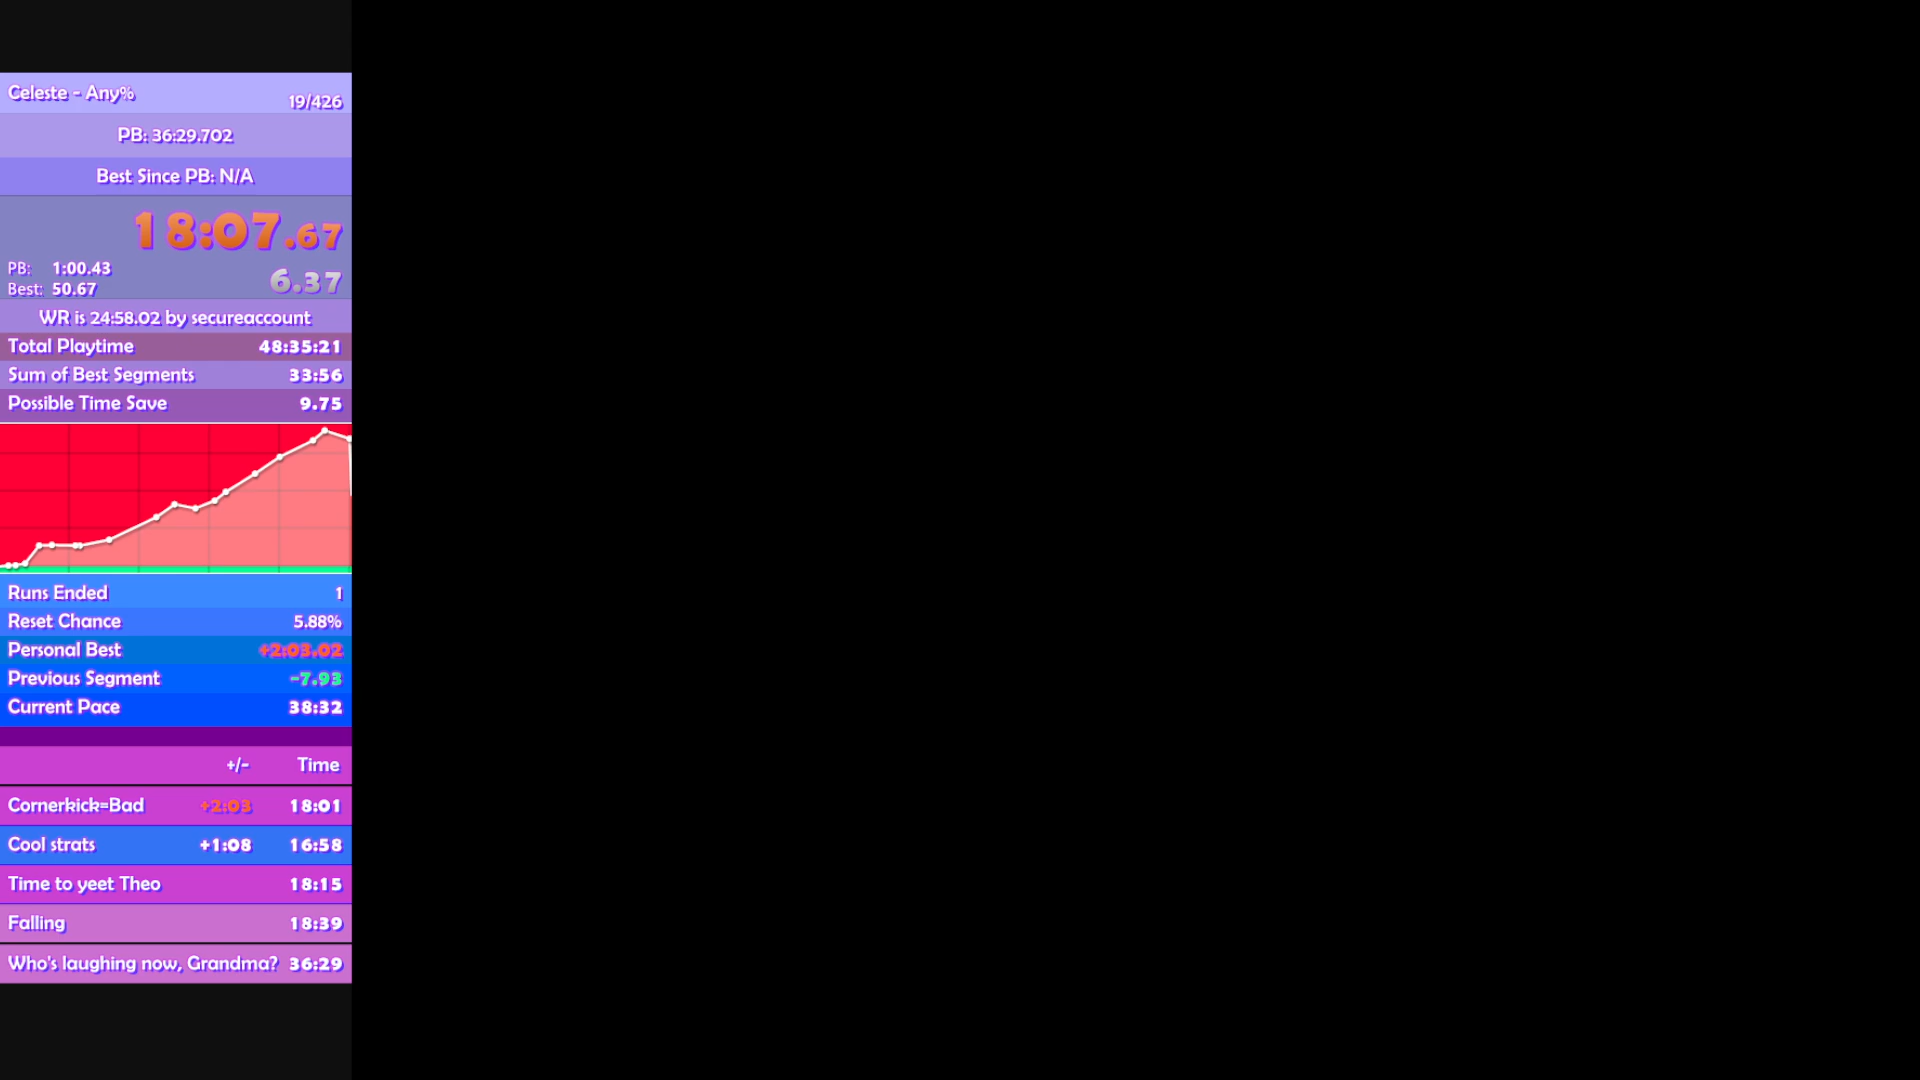 Celeste - Any%
19/426
PB: 36:29.702
Best Since PB: N/A
18:07.67
PB: 1:00.43
6.37
Best: 50.67
WR is 24:58.02 by secureaccount
Total Playtime 48:35:21
Sum of Best Segments 33:56
Possible Time Save 9.75
Runs Ended 1
Reset Chance 5.88%
Personal Best +2:03.02
Previous Segment -7.93
Current Pace 38:32
+/- Time
Cornerkick=Bad +2:03 18:01
Cool strats +1:08 16:58
Time to yeet Theo 18:15
Falling 18:39
Who's laughing now, Grandma? 36:29